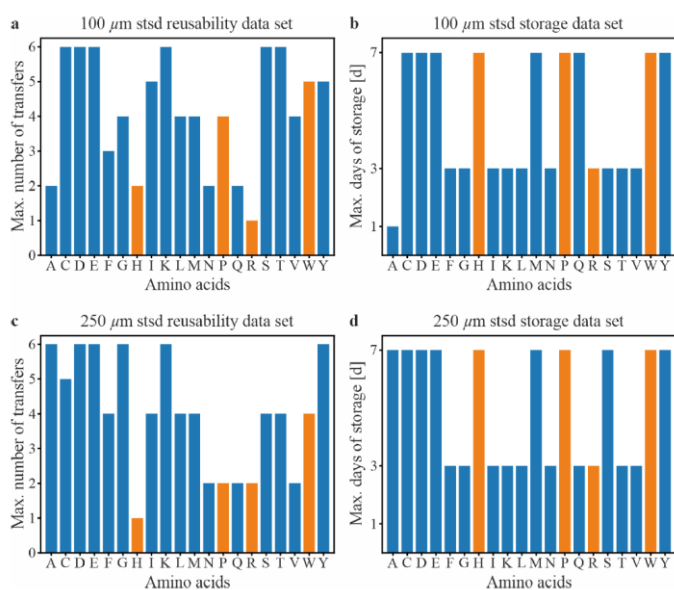 a 100 µm stsd reusability data set
Max. number of transfers
6
5
4
3
2
1
0
A C D E F G H I K L M N P Q R S T V W Y
Amino acids
b 100 µm stsd storage data set
Max. days of storage [d]
7
3
1
A C D E F G H I K L M N P Q R S T V W Y
Amino acids
c 250 µm stsd reusability data set
Max. number of transfers
6
5
4
3
2
1
0
A C D E F G H I K L M N P Q R S T V W Y
Amino acids
d 250 µm stsd storage data set
Max. days of storage [d]
7
3
1
A C D E F G H I K L M N P Q R S T V W Y
Amino acids